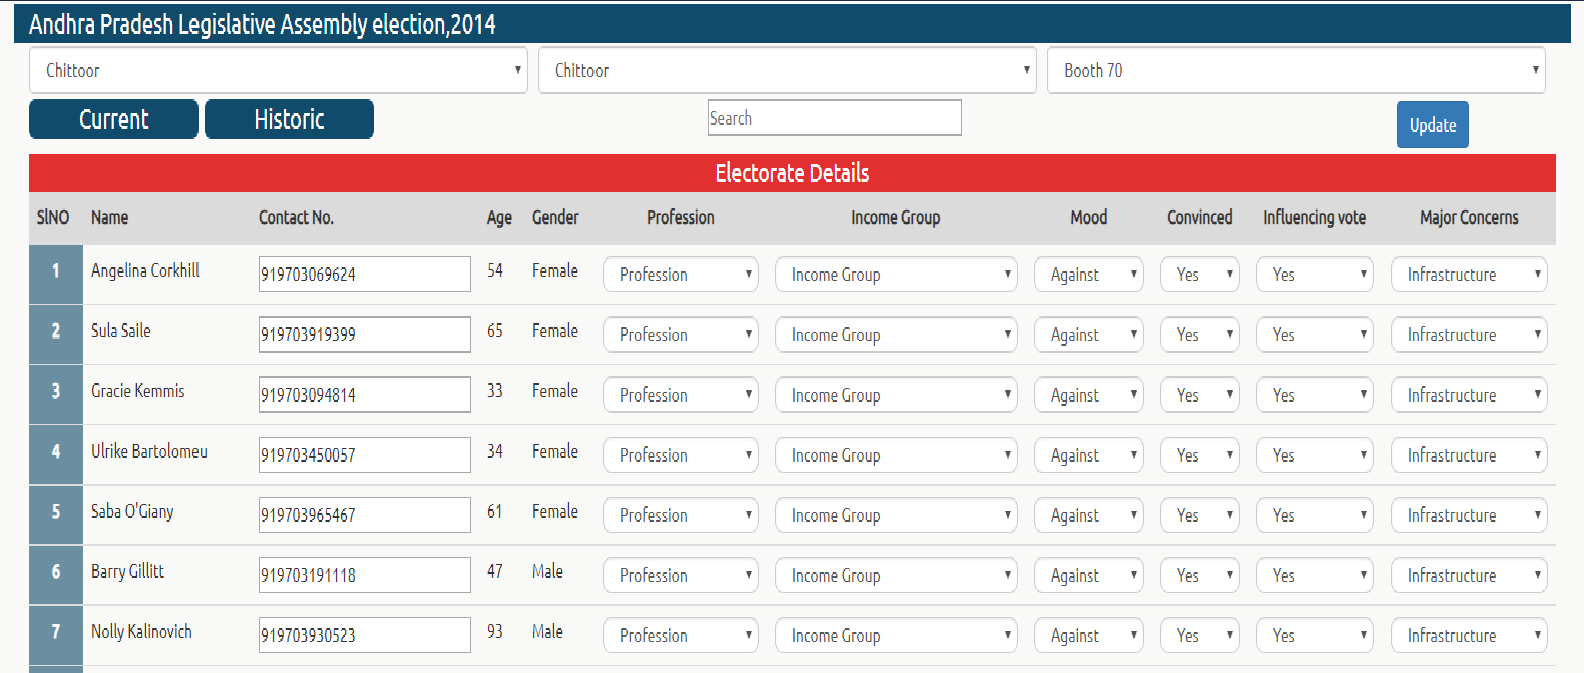 Andhra Pradesh Legislative Assembly election,2014
Chittoor Chittoor Booth 70
Current Historic Search Update
Electorate Details
SlNO Name Contact No. Age Gender Profession Income Group Mood Convinced Influencing vote Major Concerns
1 Angelina Corkhill 919703069624 54 Female Profession Income Group Against Yes Yes Infrastructure
2 Sula Saile 919703919399 65 Female Profession Income Group Against Yes Yes Infrastructure
3 Gracie Kemmis 919703094814 33 Female Profession Income Group Against Yes Yes Infrastructure
4 Ulrike Bartolomeu 919703450057 34 Female Profession Income Group Against Yes Yes Infrastructure
5 Saba O'Giany 919703965467 61 Female Profession Income Group Against Yes Yes Infrastructure
6 Barry Gillitt 919703191118 47 Male Profession Income Group Against Yes Yes Infrastructure
7 Nolly Kalinovich 919703930523 93 Male Profession Income Group Against Yes Yes Infrastructure